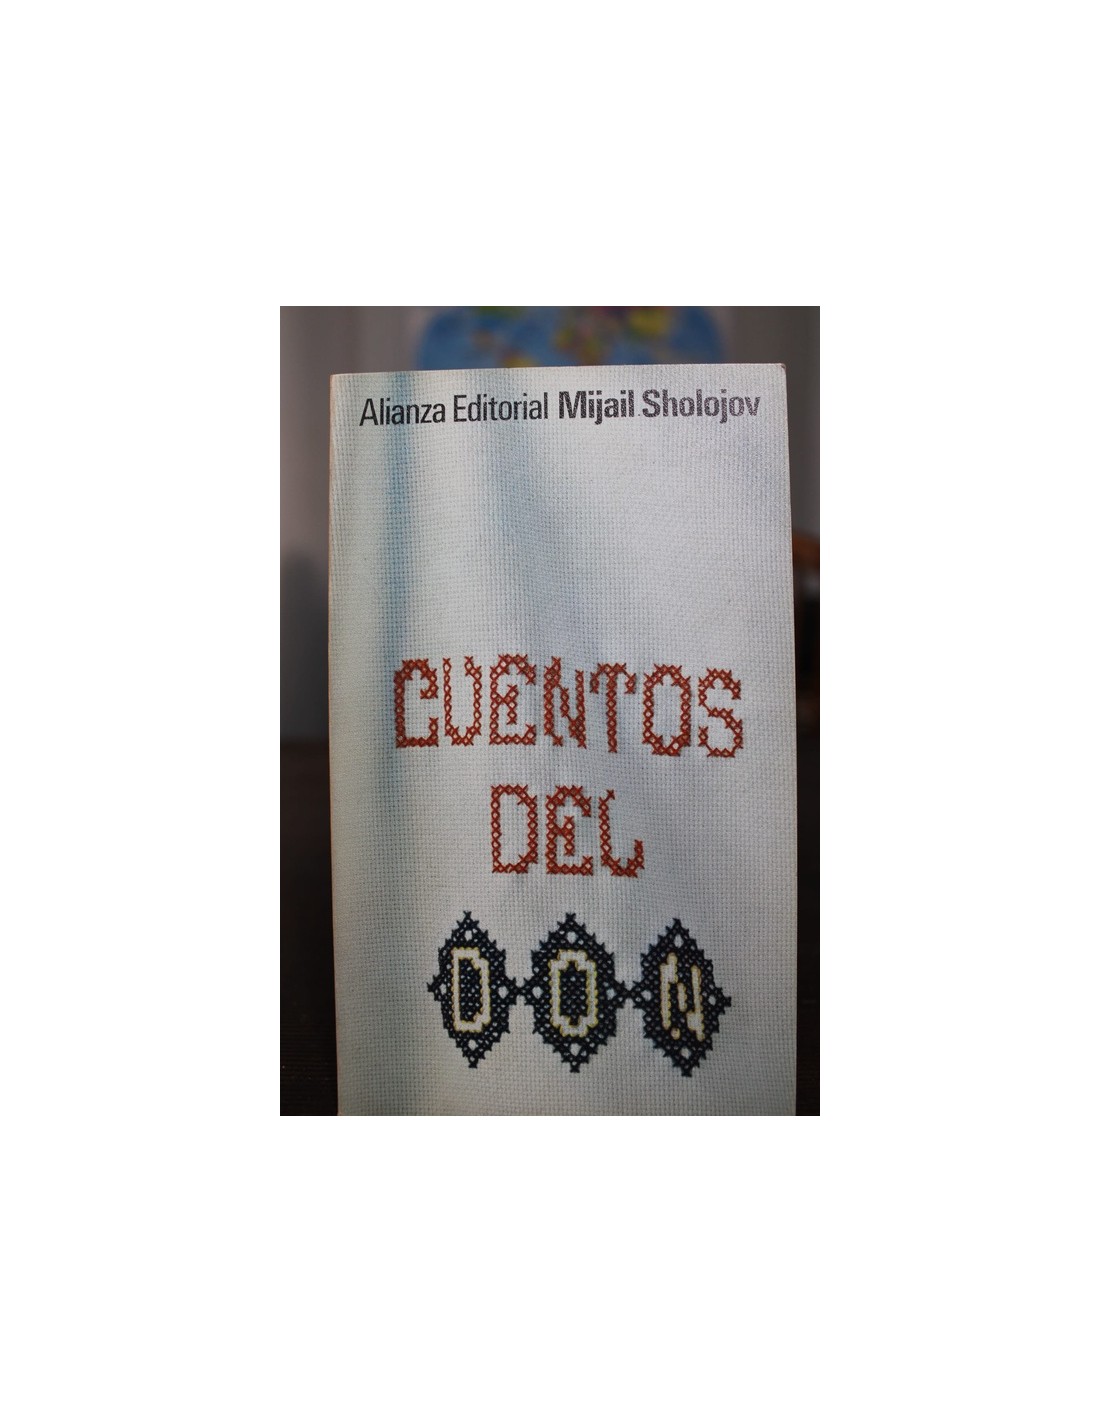 Alianza Editorial Mijail Sholojov
CUENTOS
DEL
DON